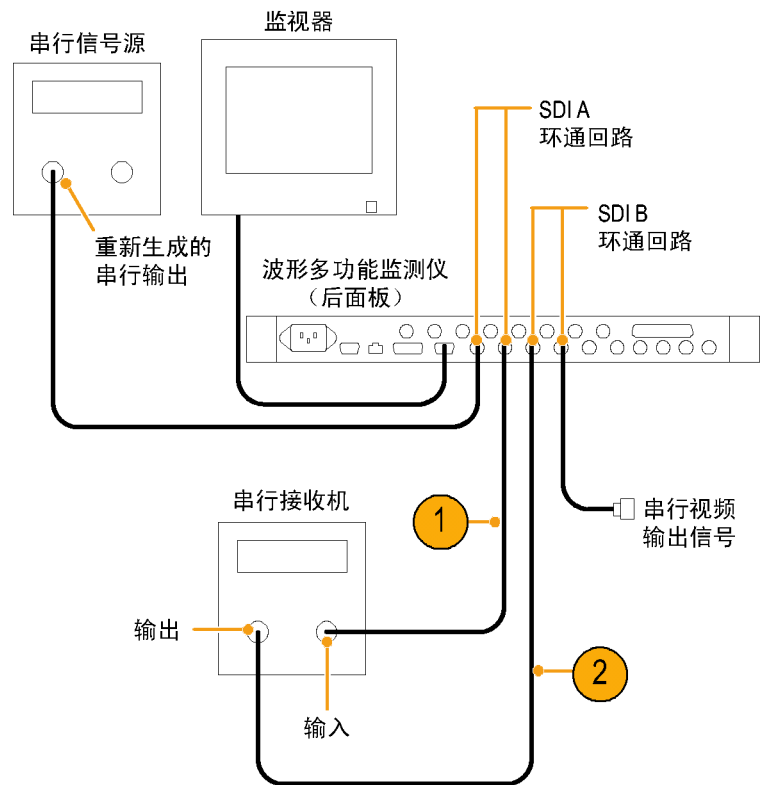 监视器
串行信号源
SDI A
环通回路
SDI B
环通回路
重新生成的
串行输出
波形多功能监测仪
（后面板）
串行接收机
1
串行视频
输出信号
输出
2
输入